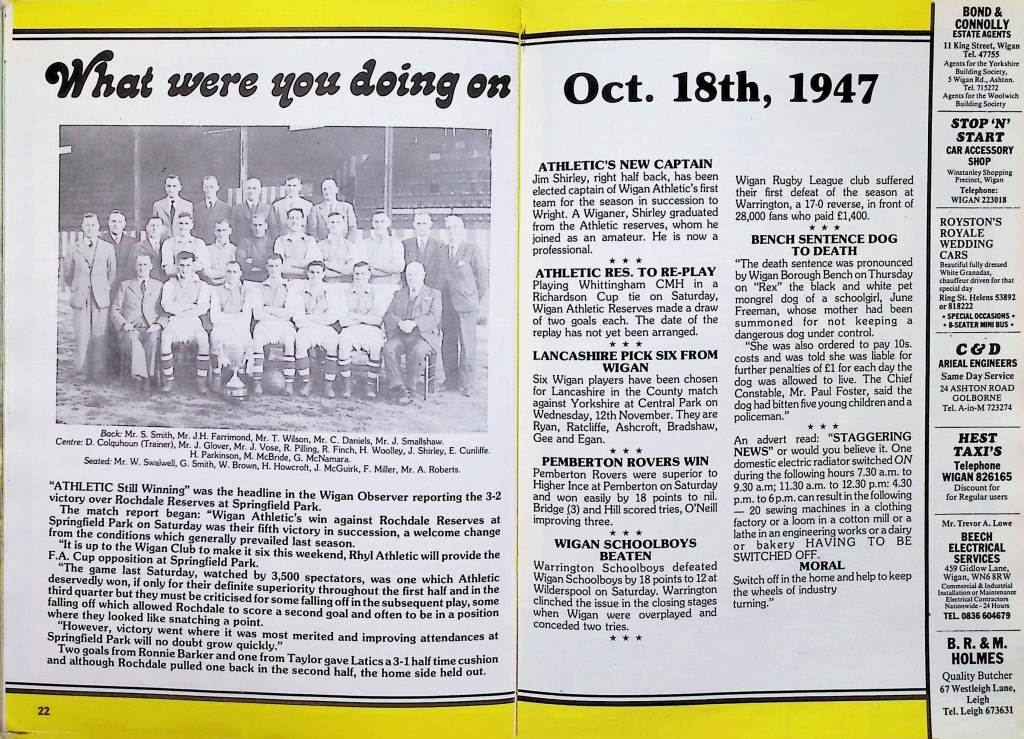 What were you doing on
Back: Mr. S. Smith, Mr. J.H. Farrimond, Mr. T. Wilson, Mr. C. Daniels, Mr. J. Smallshaw.
Centre: D. Colquhoun (Trainer), Mr. J. Glover, Mr. J. Vose, R. Pilling, R. Finch, H. Woolley, J. Shirley, E. Cunliffe.
H. Parkinson, M. McBride, G. McNamara.
Seated: Mr. W. Swalwell, G. Smith, W. Brown, H. Howcroft, J. McGuirk, F. Miller, Mr. A. Roberts.
"ATHLETIC Still Winning" was the headline in the Wigan Observer reporting the 3-2
victory over Rochdale Reserves at Springfield Park.
The match report began: "Wigan Athletic's win against Rochdale Reserves at
Springfield Park on Saturday was their fifth victory in succession, a welcome change
from the conditions which generally prevailed last season.
"It is up to the Wigan Club to make it six this weekend, Rhyl Athletic will provide the
F.A. Cup opposition at Springfield Park.
"The game last Saturday, watched by 3,500 spectators, was one which Athletic
deservedly won, if only for their definite superiority throughout the first half and in the
third quarter but they must be criticised for some falling off in the subsequent play, some
falling off which allowed Rochdale to score a second goal and often to be in a position
where they looked like snatching a point.
"However, victory went where it was most merited and improving attendances at
Springfield Park will no doubt grow quickly."
Two goals from Ronnie Barker and one from Taylor gave Latics a 3-1 half time cushion
and although Rochdale pulled one back in the second half, the home side held out.
22
Oct. 18th, 1947
ATHLETIC'S NEW CAPTAIN
Jim Shirley, right half back, has been
elected captain of Wigan Athletic's first
team for the season in succession to
Wright. A Wiganer, Shirley graduated
from the Athletic reserves, whom he
joined as an amateur. He is now a
professional.
★ ★ ★
ATHLETIC RES. TO RE-PLAY
Playing Whittingham CMH in a
Richardson Cup tie on Saturday,
Wigan Athletic Reserves made a draw
of two goals each. The date of the
replay has not yet been arranged.
★ ★ ★
LANCASHIRE PICK SIX FROM
WIGAN
Six Wigan players have been chosen
for Lancashire in the County match
against Yorkshire at Central Park on
Wednesday, 12th November. They are
Ryan, Ratcliffe, Ashcroft, Bradshaw,
Gee and Egan.
★ ★ ★
PEMBERTON ROVERS WIN
Pemberton Rovers were superior to
Higher Ince at Pemberton on Saturday
and won easily by 18 points to nil.
Bridge (3) and Hill scored tries, O'Neill
improving three.
★ ★ ★
WIGAN SCHOOLBOYS
BEATEN
Warrington Schoolboys defeated
Wigan Schoolboys by 18 points to 12 at
Wilderspool on Saturday. Warrington
clinched the issue in the closing stages
when Wigan were overplayed and
conceded two tries.
★ ★ ★
Wigan Rugby League club suffered
their first defeat of the season at
Warrington, a 17-0 reverse, in front of
28,000 fans who paid £1,400.
★ ★ ★
BENCH SENTENCE DOG
TO DEATH
"The death sentence was pronounced
by Wigan Borough Bench on Thursday
on "Rex" the black and white pet
mongrel dog of a schoolgirl, June
Freeman, whose mother had been
summoned for not keeping a
dangerous dog under control.
"She was also ordered to pay 10s.
costs and was told she was liable for
further penalties of £1 for each day the
dog was allowed to live. The Chief
Constable, Mr. Paul Foster, said the
dog had bitten five young children and a
policeman."
★ ★ ★
An advert read: "STAGGERING
NEWS" or would you believe it. One
domestic electric radiator switched ON
during the following hours 7.30 a.m. to
9.30 a.m; 11.30 a.m. to 12.30 p.m: 4.30
p.m. to 6 p.m. can result in the following
— 20 sewing machines in a clothing
factory or a loom in a cotton mill or a
lathe in an engineering works or a dairy
or bakery HAVING TO BE
SWITCHED OFF.
MORAL
Switch off in the home and help to keep
the wheels of industry
turning."
BOND &
CONNOLLY
ESTATE AGENTS
11 King Street, Wigan
Tel. 47755
Agents for the Yorkshire
Building Society,
5 Wigan Rd., Ashton.
Tel. 715272
Agents for the Woolwich
Building Society
STOP 'N'
START
CAR ACCESSORY
SHOP
Winstanley Shopping
Precinct, Wigan
Telephone:
WIGAN 223018
ROYSTON'S
ROYALE
WEDDING
CARS
Beautiful fully dressed
White Granadas,
chauffeur driven for that
special day
Ring St. Helens 53892
or 818222
• SPECIAL OCCASIONS •
• 8-SEATER MINI BUS •
C & D
ARIEAL ENGINEERS
Same Day Service
24 ASHTON ROAD
GOLBORNE
Tel. A-in-M 723274
HEST
TAXI'S
Telephone
WIGAN 826165
Discount for
for Regular users
Mr. Trevor A. Lowe
BEECH
ELECTRICAL
SERVICES
459 Gidlow Lane,
Wigan, WN6 8RW
Commercial & Industrial
Installation or Maintenance
Electrical Contractors
Nationwide - 24 Hours
TEL. 0836 604679
B. R. & M.
HOLMES
Quality Butcher
67 Westleigh Lane,
Leigh
Tel. Leigh 673631